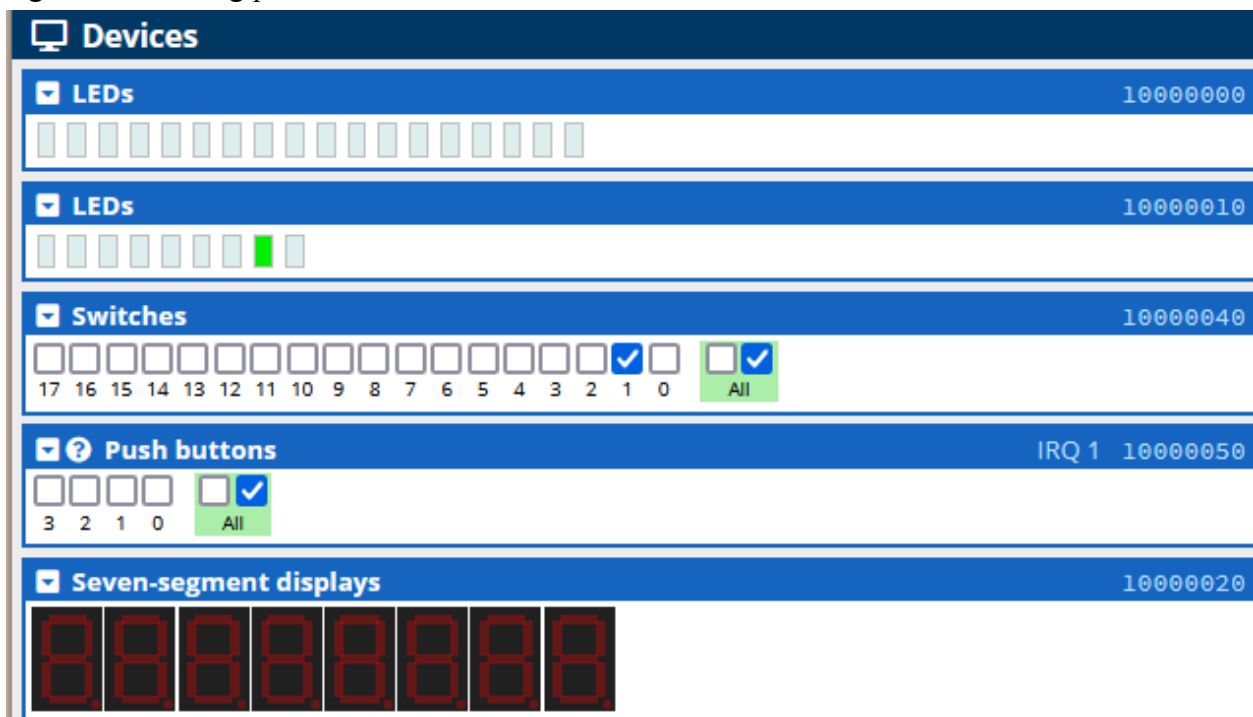 Devices
LEDs 10000000
LEDs 10000010
Switches 10000040
17 16 15 14 13 12 11 10 9 8 7 6 5 4 3 2 1 0 All
Push buttons IRQ 1 10000050
3 2 1 0 All
Seven-segment displays 10000020